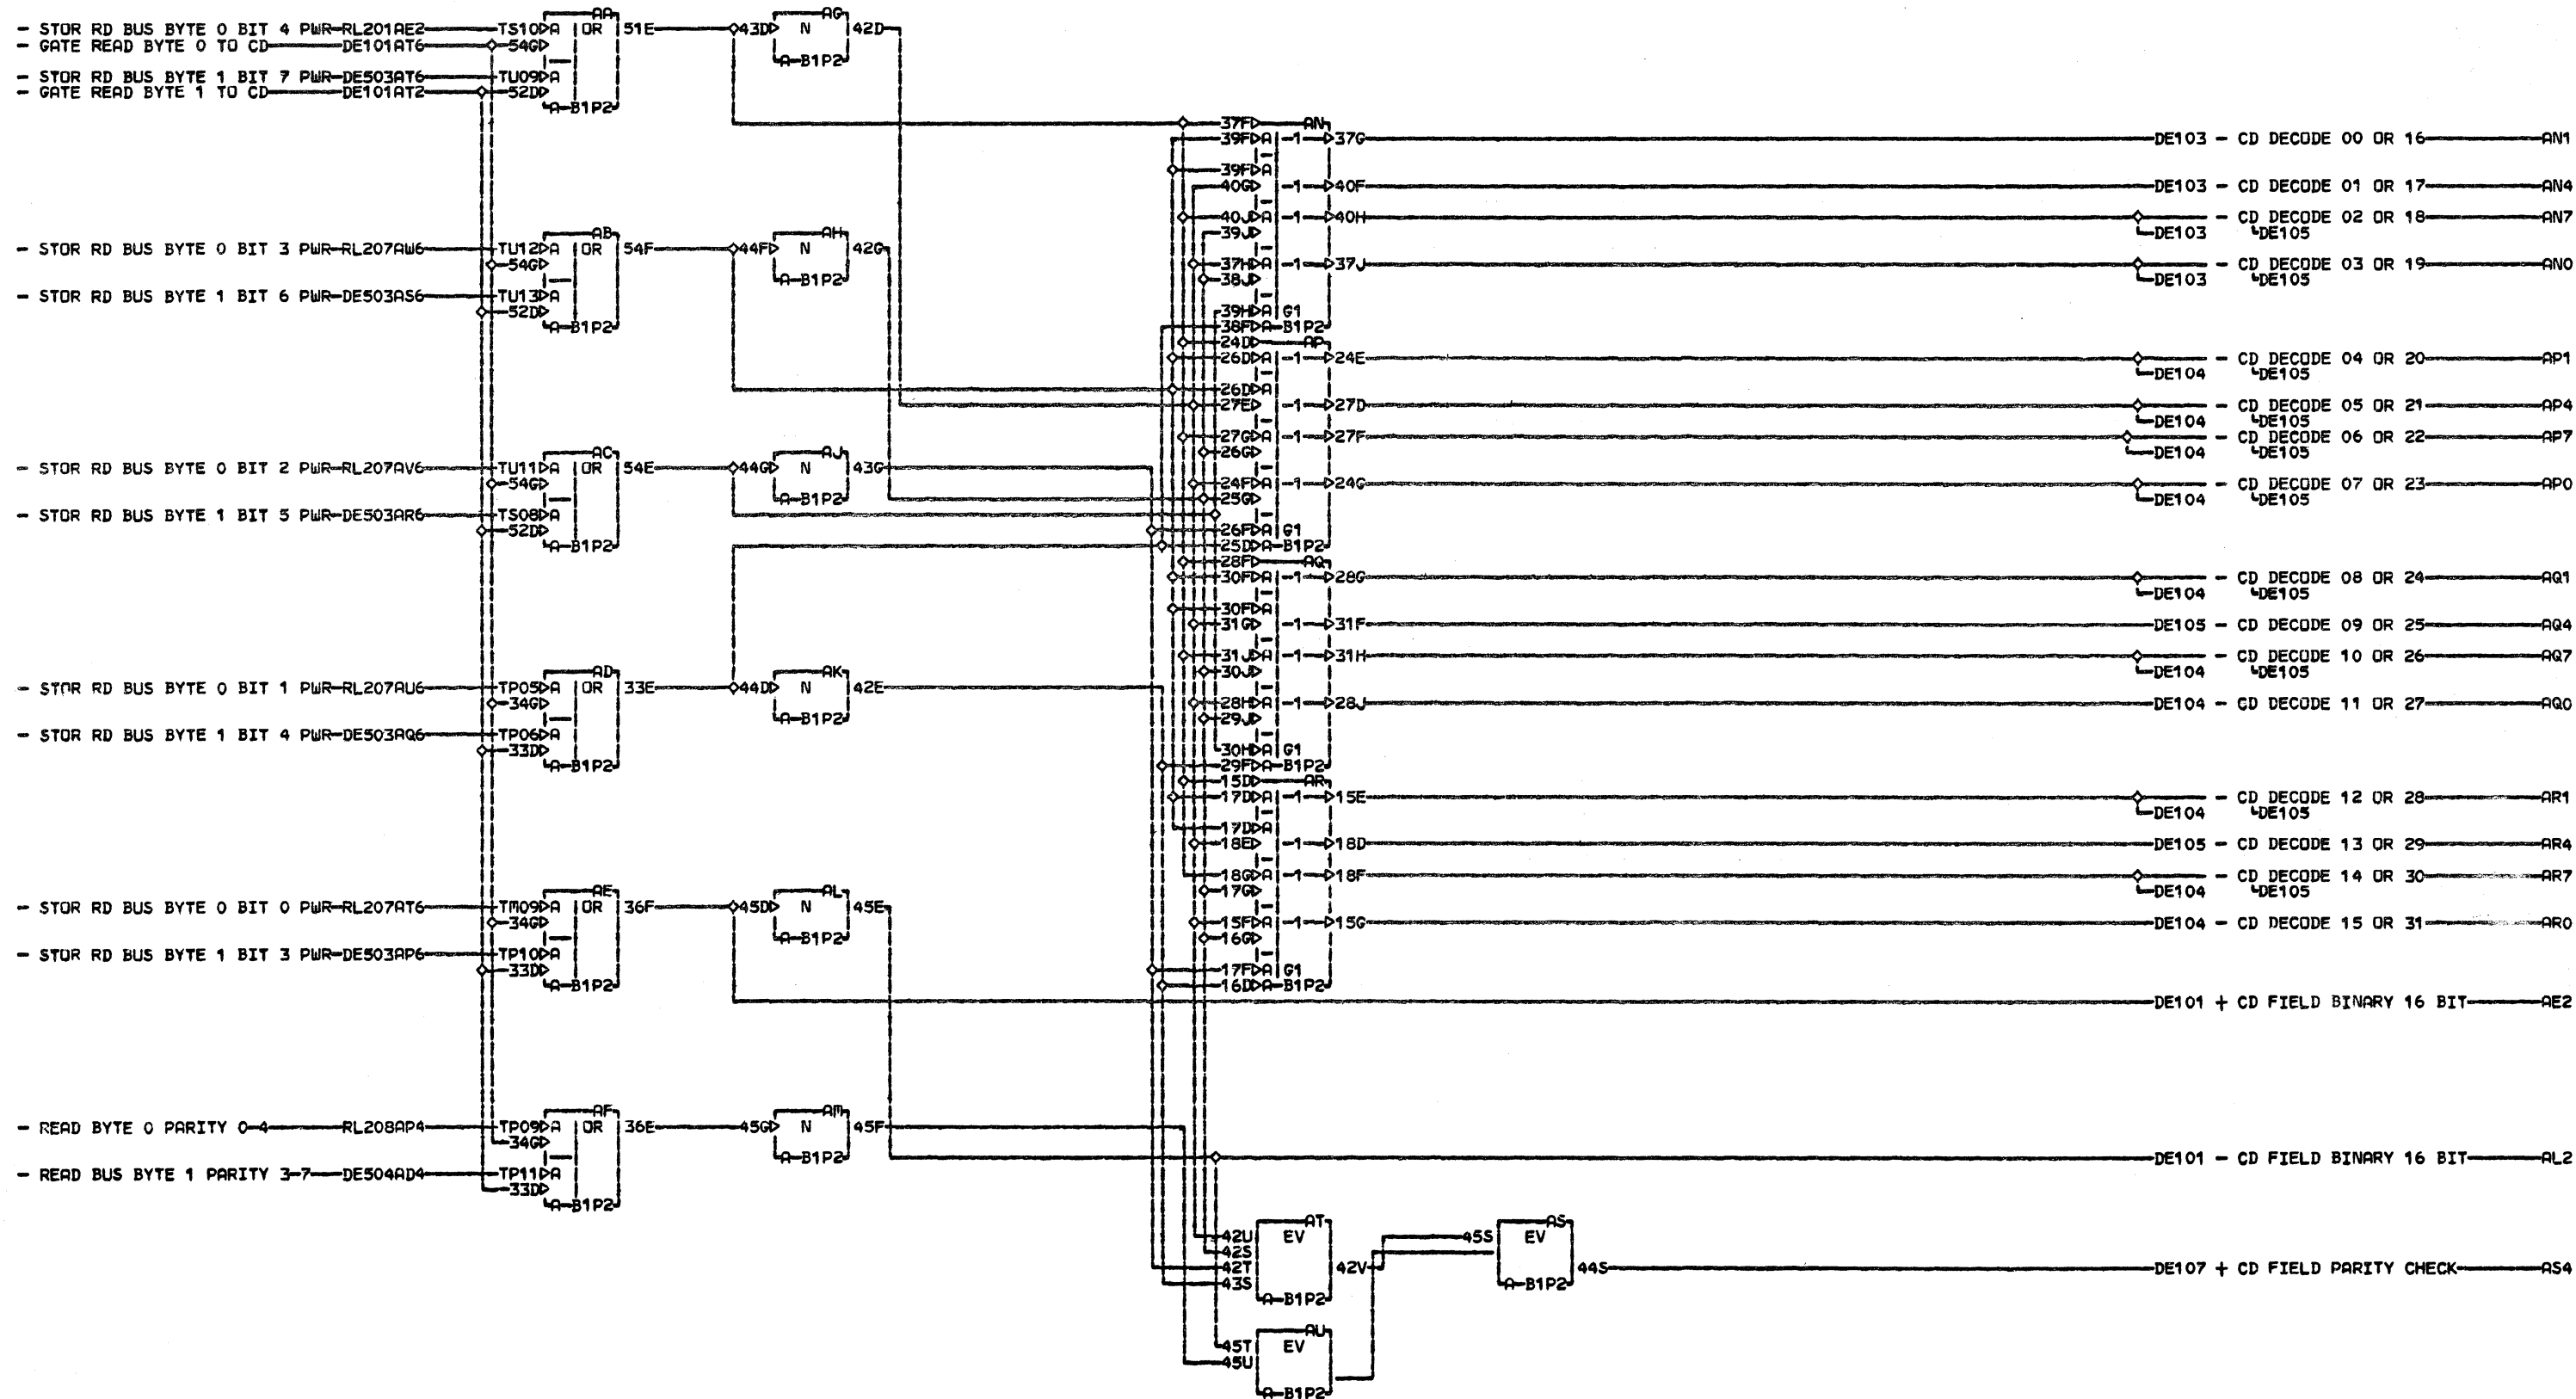 AA AG
- STOR RD BUS BYTE 0 BIT 4 PWR RL201AE2 TS10 A OR 51E 43D N 42D
- GATE READ BYTE 0 TO CD DE101AT6 54G
A-B1P2
- STOR RD BUS BYTE 1 BIT 7 PWR DE503AT6 TU09 A
- GATE READ BYTE 1 TO CD DE101AT2 52D
A-B1P2
37F AN
39F A 1 37G DE103 - CD DECODE 00 OR 16 AN1
39F A
40G 1 40F DE103 - CD DECODE 01 OR 17 AN4
40J A 1 40H - CD DECODE 02 OR 18 AN7
AB AH
39J DE103 DE105
- STOR RD BUS BYTE 0 BIT 3 PWR RL207AW6 TU12 A OR 54F 44F N 42G
54G 37H A 1 37J - CD DECODE 03 OR 19 AN0
A-B1P2 38J DE103 DE105
- STOR RD BUS BYTE 1 BIT 6 PWR DE503AS6 TU13 A
52D 39H A G1
A-B1P2 38F A-B1P2
24D AP
26D A 1 24E - CD DECODE 04 OR 20 AP1
DE104 DE105
26D A
27E 1 27D - CD DECODE 05 OR 21 AP4
DE104 DE105
27G A 1 27F - CD DECODE 06 OR 22 AP7
AC AJ 26G DE104 DE105
- STOR RD BUS BYTE 0 BIT 2 PWR RL207AV6 TU11 A OR 54E 44G N 43G
54G 24F A 1 24G - CD DECODE 07 OR 23 AP0
A-B1P2 25G DE104 DE105
- STOR RD BUS BYTE 1 BIT 5 PWR DE503AR6 TS08 A
52D 26F A G1
A-B1P2 25D A-B1P2
28F AQ
30F A 1 28G - CD DECODE 08 OR 24 AQ1
DE104 DE105
30F A
31G 1 31F DE105 - CD DECODE 09 OR 25 AQ4
31J A 1 31H - CD DECODE 10 OR 26 AQ7
AD AK 30J DE104 DE105
- STOR RD BUS BYTE 0 BIT 1 PWR RL207AU6 TP05 A OR 33E 44D N 42E
34G 28H A 1 28J DE104 - CD DECODE 11 OR 27 AQ0
A-B1P2 29J
- STOR RD BUS BYTE 1 BIT 4 PWR DE503AQ6 TP06 A
33D 30H A G1
A-B1P2 29F A-B1P2
15D AR
17D A 1 15E - CD DECODE 12 OR 28 AR1
DE104 DE105
17D A
18E 1 18D DE105 - CD DECODE 13 OR 29 AR4
18G A 1 18F - CD DECODE 14 OR 30 AR7
AE AL 17G DE104 DE105
- STOR RD BUS BYTE 0 BIT 0 PWR RL207AT6 TM09 A OR 36F 45D N 45E
34G 15F A 1 15G DE104 - CD DECODE 15 OR 31 AR0
A-B1P2 16G
- STOR RD BUS BYTE 1 BIT 3 PWR DE503AP6 TP10 A
33D 17F A G1
A-B1P2 16D A-B1P2
DE101 + CD FIELD BINARY 16 BIT AE2
AF AM
- READ BYTE 0 PARITY 0-4 RL208AP4 TP09 A OR 36E 45G N 45F
34G
A-B1P2 DE101 - CD FIELD BINARY 16 BIT AL2
- READ BUS BYTE 1 PARITY 3-7 DE504AD4 TP11 A
33D
A-B1P2
AT AS
42U EV 45S EV
42S
42T 42V 44S DE107 + CD FIELD PARITY CHECK AS4
43S A-B1P2
A-B1P2
AU
45T EV
45U
A-B1P2